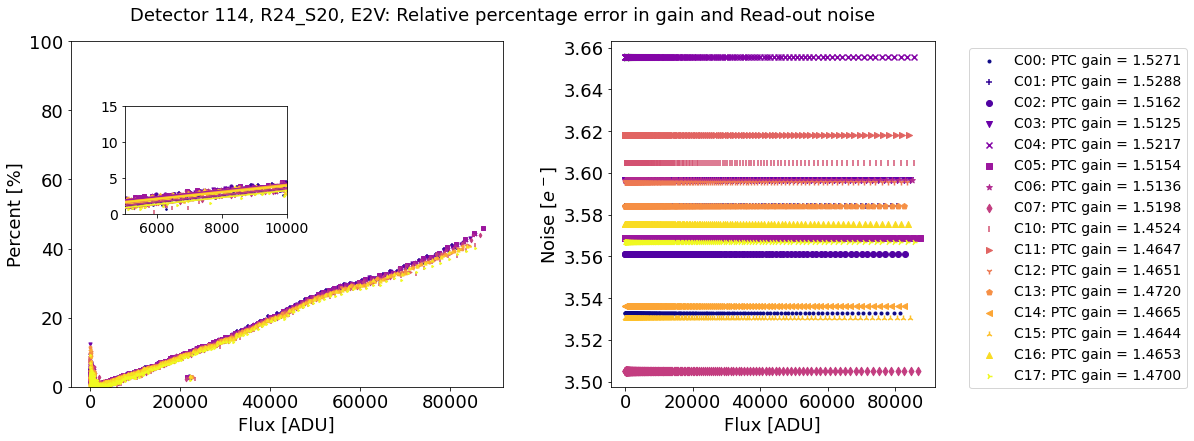 Detector 114, R24_S20, E2V: Relative percentage error in gain and Read-out noise
Percent [%]
100
80
60
40
20
0
15
10
5
0
6000 8000 10000
0 20000 40000 60000 80000
Flux [ADU]
Noise [e⁻]
3.66
3.64
3.62
3.60
3.58
3.56
3.54
3.52
3.50
0 20000 40000 60000 80000
Flux [ADU]
C00: PTC gain = 1.5271
C01: PTC gain = 1.5288
C02: PTC gain = 1.5162
C03: PTC gain = 1.5125
C04: PTC gain = 1.5217
C05: PTC gain = 1.5154
C06: PTC gain = 1.5136
C07: PTC gain = 1.5198
C10: PTC gain = 1.4524
C11: PTC gain = 1.4647
C12: PTC gain = 1.4651
C13: PTC gain = 1.4720
C14: PTC gain = 1.4665
C15: PTC gain = 1.4644
C16: PTC gain = 1.4653
C17: PTC gain = 1.4700